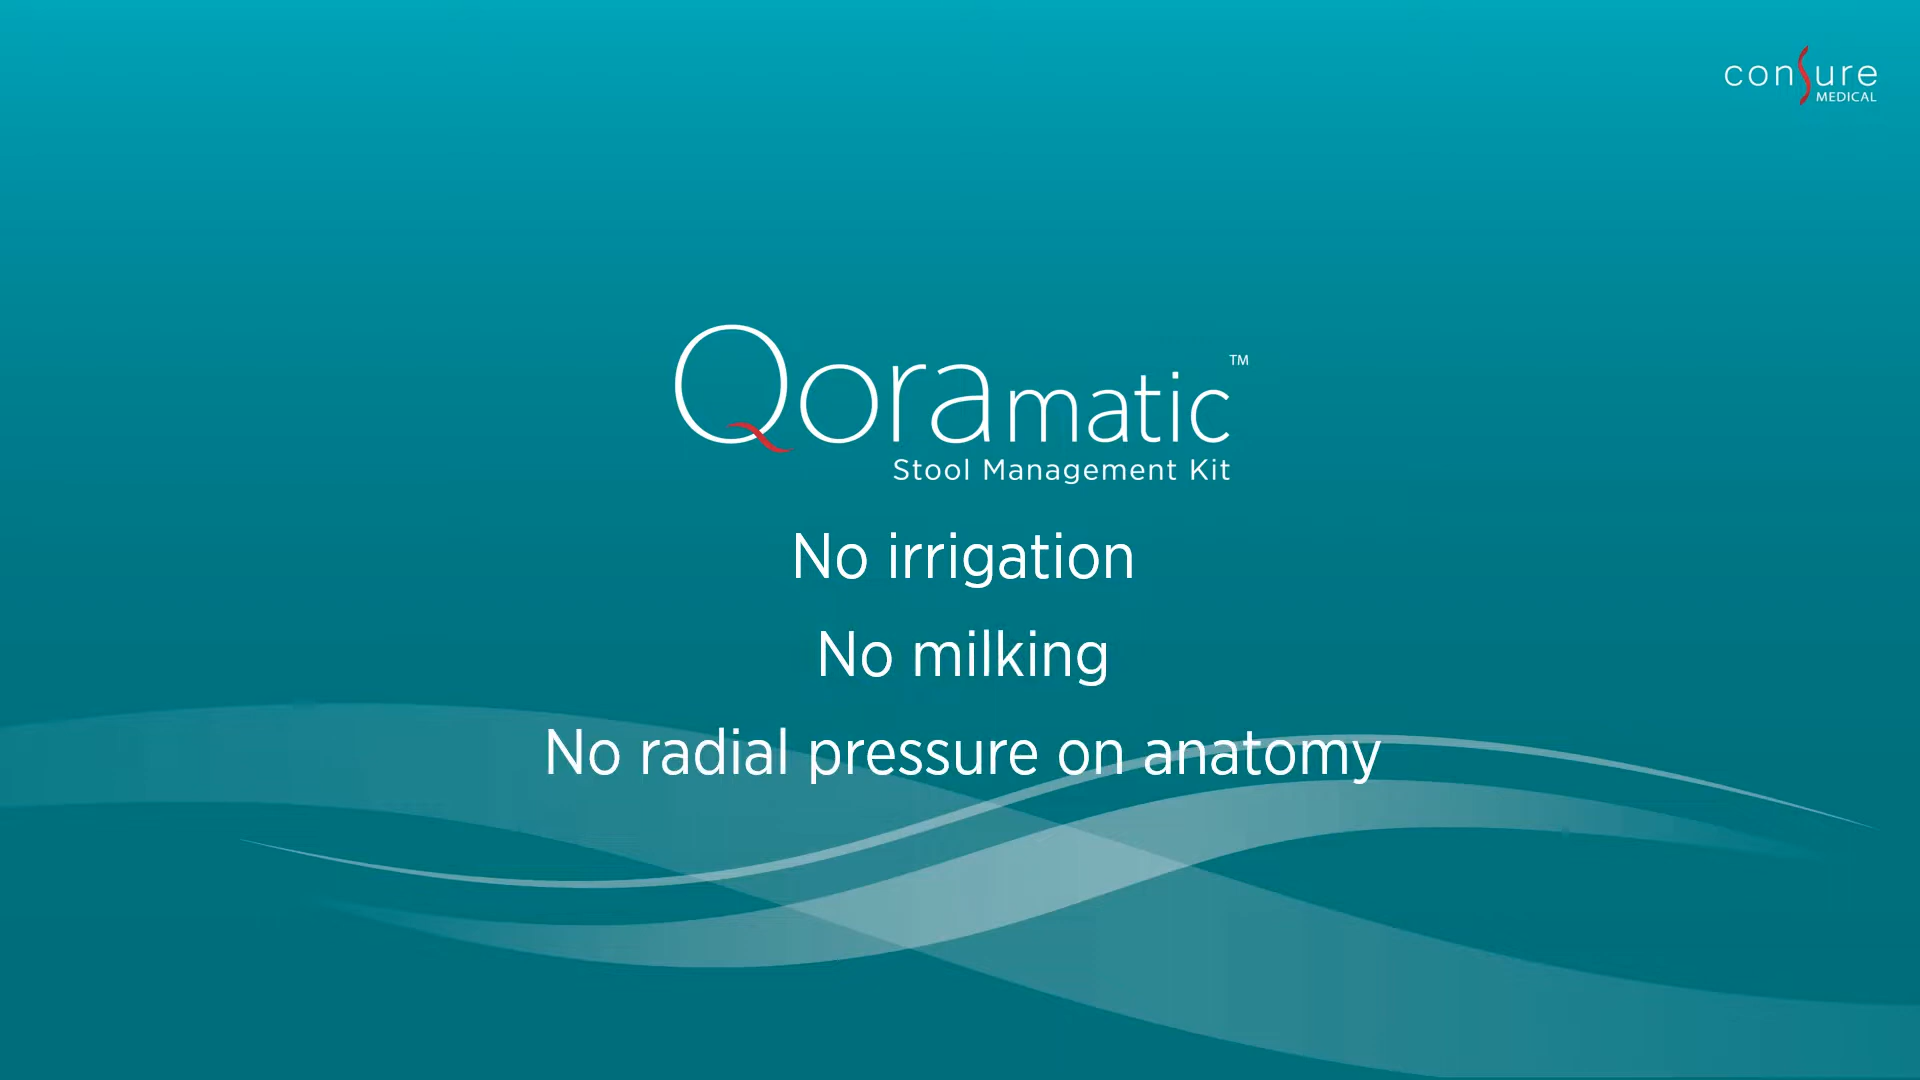 conSure
MEDICAL
Qoramatic™
Stool Management Kit
No irrigation
No milking
No radial pressure on anatomy